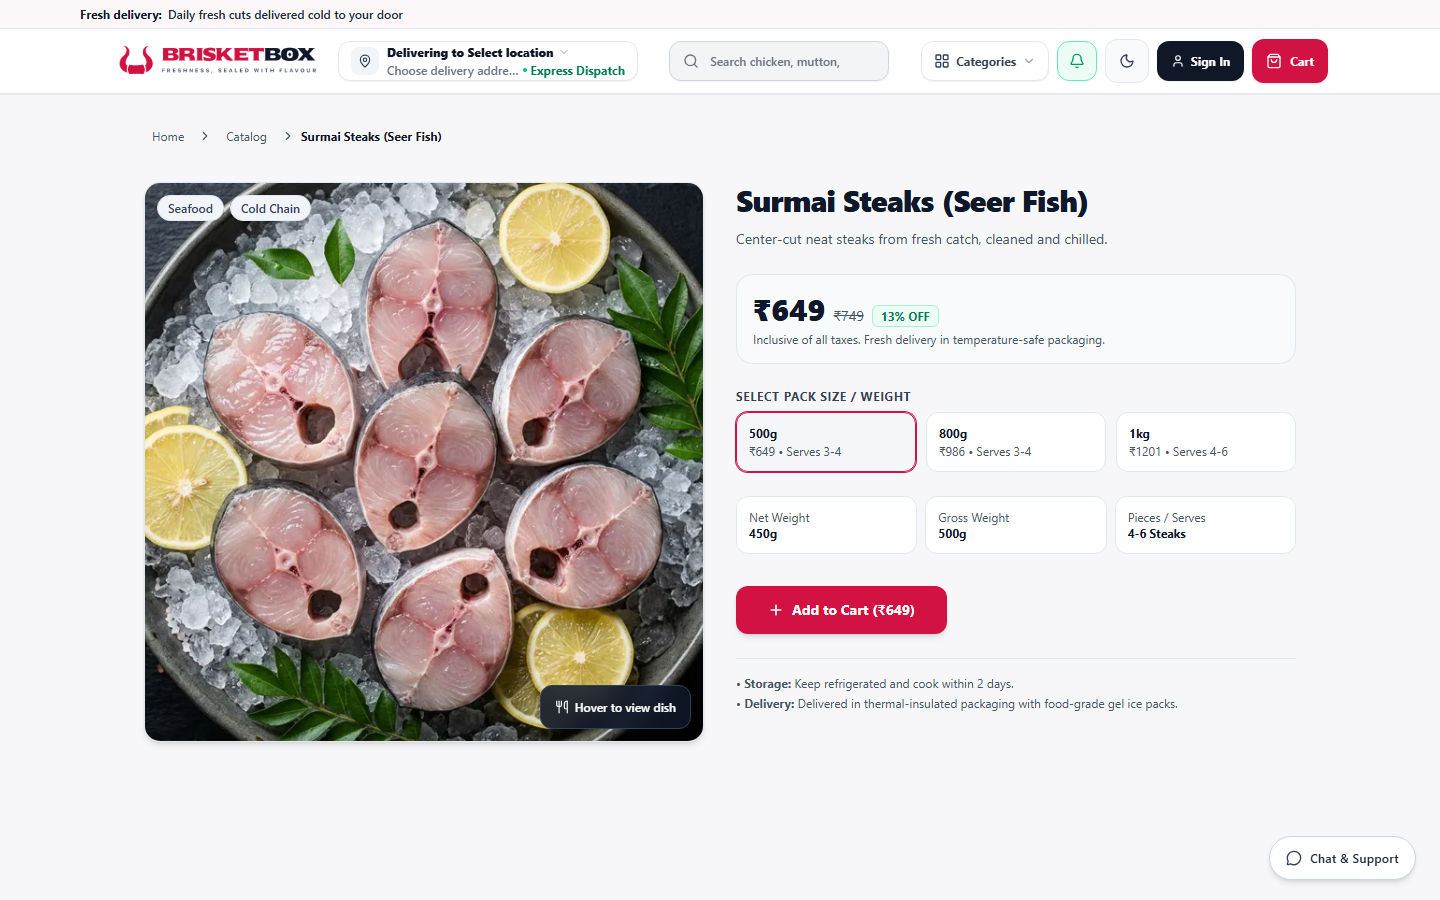 Fresh delivery: Daily fresh cuts delivered cold to your door
BRISKETBOX
FRESHNESS, SEALED WITH FLAVOUR
Delivering to Select location
Choose delivery addre... • Express Dispatch
Search chicken, mutton,
Categories
Sign In
Cart
Home > Catalog > Surmai Steaks (Seer Fish)
Seafood
Cold Chain
Hover to view dish
Surmai Steaks (Seer Fish)
Center-cut neat steaks from fresh catch, cleaned and chilled.
₹649 ₹749 13% OFF
Inclusive of all taxes. Fresh delivery in temperature-safe packaging.
SELECT PACK SIZE / WEIGHT
500g
₹649 • Serves 3-4
800g
₹986 • Serves 3-4
1kg
₹1201 • Serves 4-6
Net Weight
450g
Gross Weight
500g
Pieces / Serves
4-6 Steaks
+ Add to Cart (₹649)
• Storage: Keep refrigerated and cook within 2 days.
• Delivery: Delivered in thermal-insulated packaging with food-grade gel ice packs.
Chat & Support